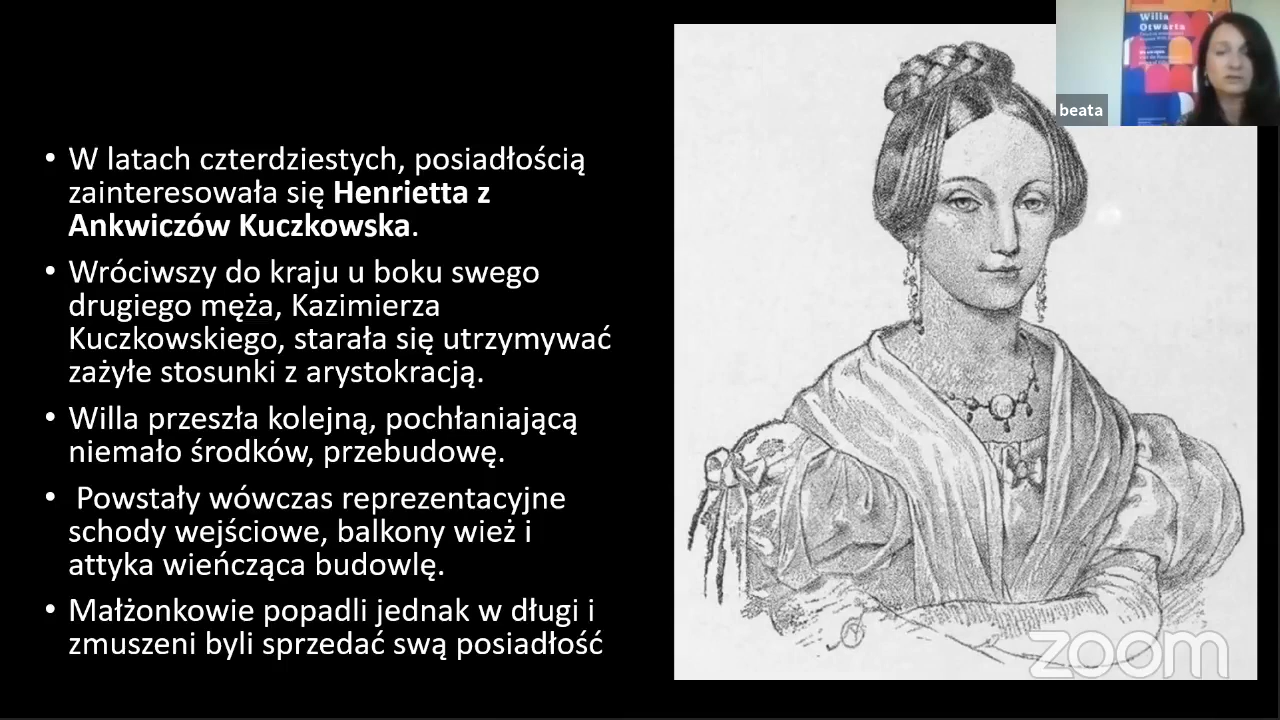 • W latach czterdziestych, posiadłością
zainteresowała się Henrietta z
Ankwiczów Kuczkowska.
• Wróciwszy do kraju u boku swego
drugiego męża, Kazimierza
Kuczkowskiego, starała się utrzymywać
zażyłe stosunki z arystokracją.
• Willa przeszła kolejną, pochłaniającą
niemało środków, przebudowę.
• Powstały wówczas reprezentacyjne
schody wejściowe, balkony wież i
attyka wieńcząca budowlę.
• Małżonkowie popadli jednak w długi i
zmuszeni byli sprzedać swą posiadłość
Willa
Otwarta
beata
zoom